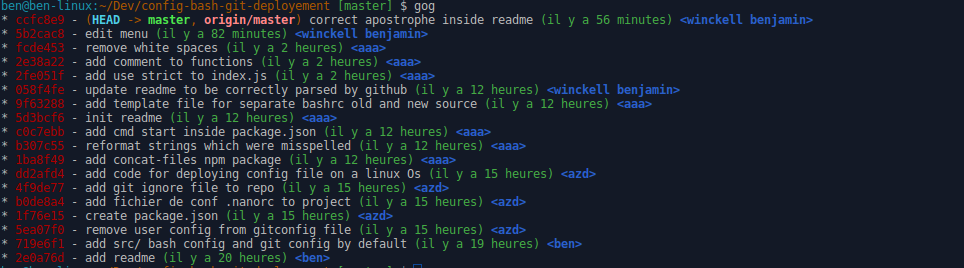 ben@ben-linux:~/Dev/config-bash-git-deployement [master] $ gog
* ccfc8e9 - (HEAD -> master, origin/master) correct apostrophe inside readme (il y a 56 minutes) <winckell benjamin>
* 5b2cac8 - edit menu (il y a 82 minutes) <winckell benjamin>
* fcde453 - remove white spaces (il y a 2 heures) <aaa>
* 2e38a22 - add comment to functions (il y a 2 heures) <aaa>
* 2fe051f - add use strict to index.js (il y a 2 heures) <aaa>
* 058f4fe - update readme to be correctly parsed by github (il y a 12 heures) <winckell benjamin>
* 9f63288 - add template file for separate bashrc old and new source (il y a 12 heures) <aaa>
* 5d3bcf6 - init readme (il y a 12 heures) <aaa>
* c0c7ebb - add cmd start inside package.json (il y a 12 heures) <aaa>
* b307c55 - reformat strings which were misspelled (il y a 12 heures) <aaa>
* 1ba8f49 - add concat-files npm package (il y a 12 heures) <aaa>
* dd2afd4 - add code for deploying config file on a linux Os (il y a 15 heures) <azd>
* 4f9de77 - add git ignore file to repo (il y a 15 heures) <azd>
* b0de8a4 - add fichier de conf .nanorc to project (il y a 15 heures) <azd>
* 1f76e15 - create package.json (il y a 15 heures) <azd>
* 5ea07f0 - remove user config from gitconfig file (il y a 15 heures) <azd>
* 719e6f1 - add src/ bash config and git config by default (il y a 19 heures) <ben>
* 2e0a76d - add readme (il y a 20 heures) <ben>